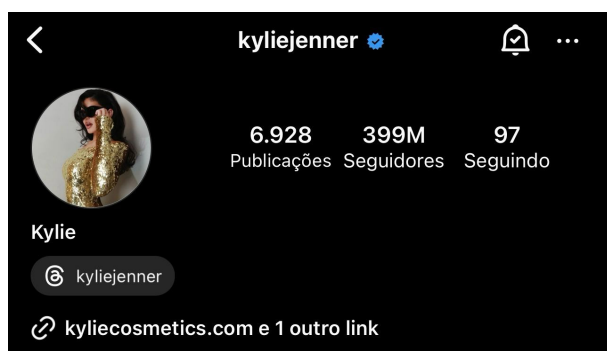 kyliejenner
6.928 399M 97
Publicações Seguidores Seguindo
Kylie
kyliejenner
kyliecosmetics.com e 1 outro link